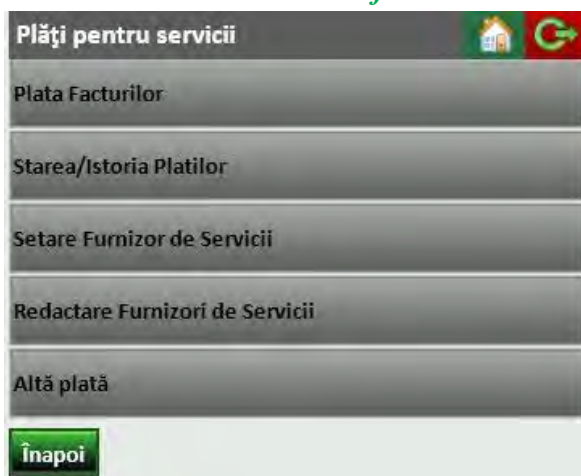 Plăţi pentru servicii
Plata Facturilor
Starea/Istoria Platilor
Setare Furnizor de Servicii
Redactare Furnizori de Servicii
Altă plată
Înapoi